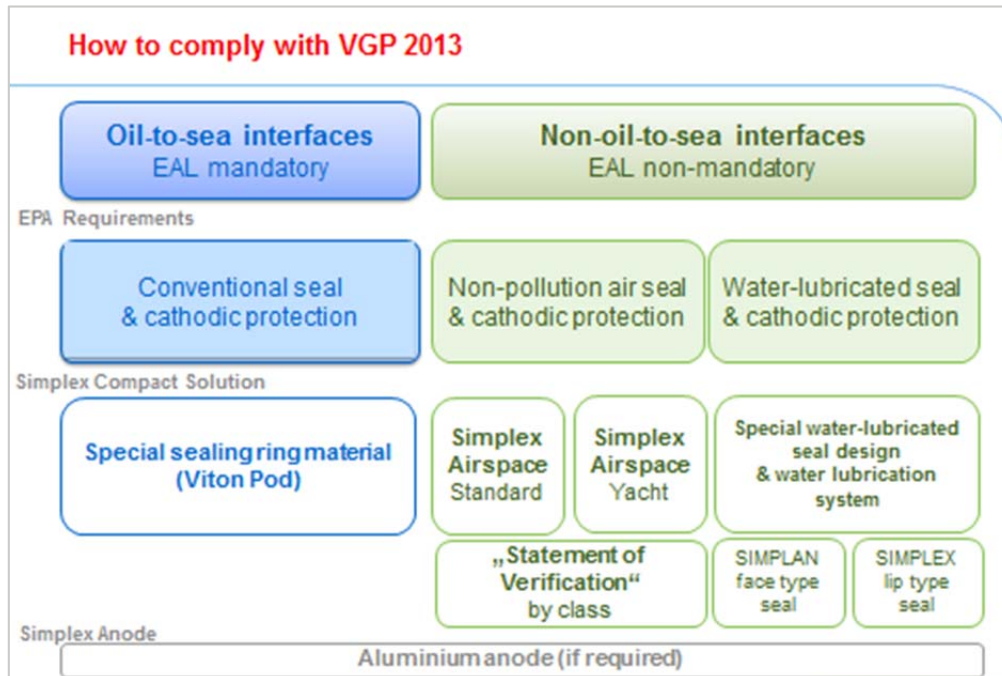 How to comply with VGP 2013
Oil-to-sea interfaces
EAL mandatory
Non-oil-to-sea interfaces
EAL non-mandatory
EPA Requirements
Conventional seal
& cathodic protection
Non-pollution air seal
& cathodic protection
Water-lubricated seal
& cathodic protection
Simplex Compact Solution
Special sealing ring material
(Viton Pod)
Simplex
Airspace
Standard
Simplex
Airspace
Yacht
Special water-lubricated
seal design
& water lubrication
system
„Statement of
Verification“
by class
SIMPLAN
face type
seal
SIMPLEX
lip type
seal
Simplex Anode
Aluminium anode (if required)